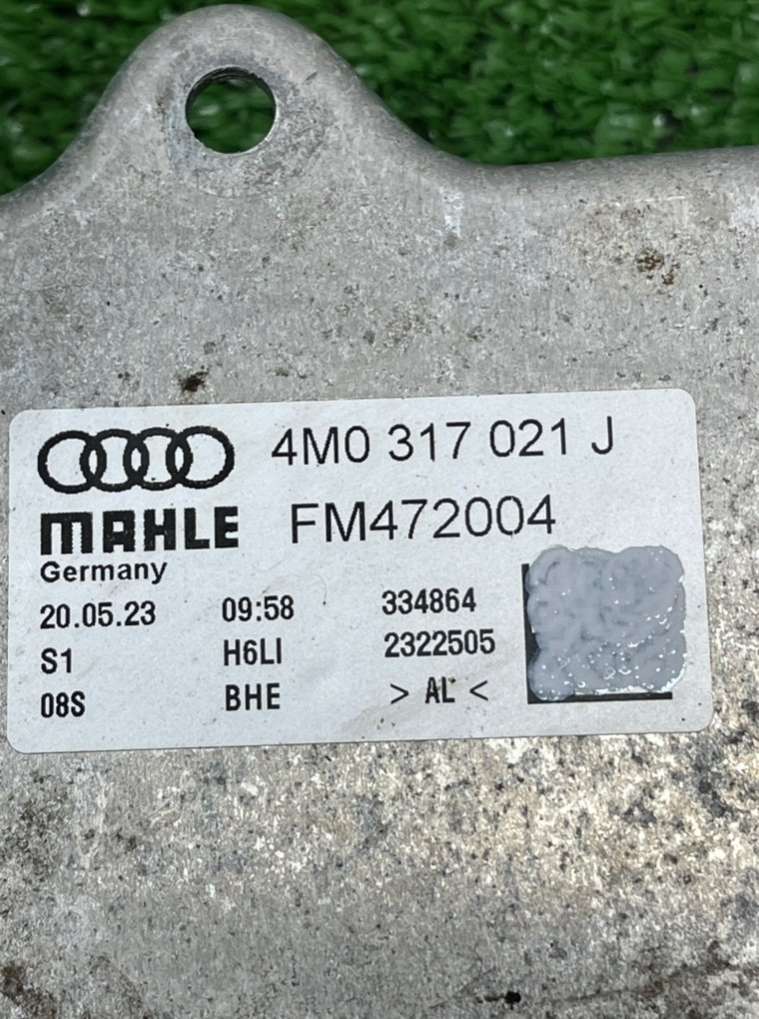 4M0 317 021 J
MAHLE FM472004
Germany
20.05.23 09:58 334864
S1 H6LI 2322505
08S BHE > AL <